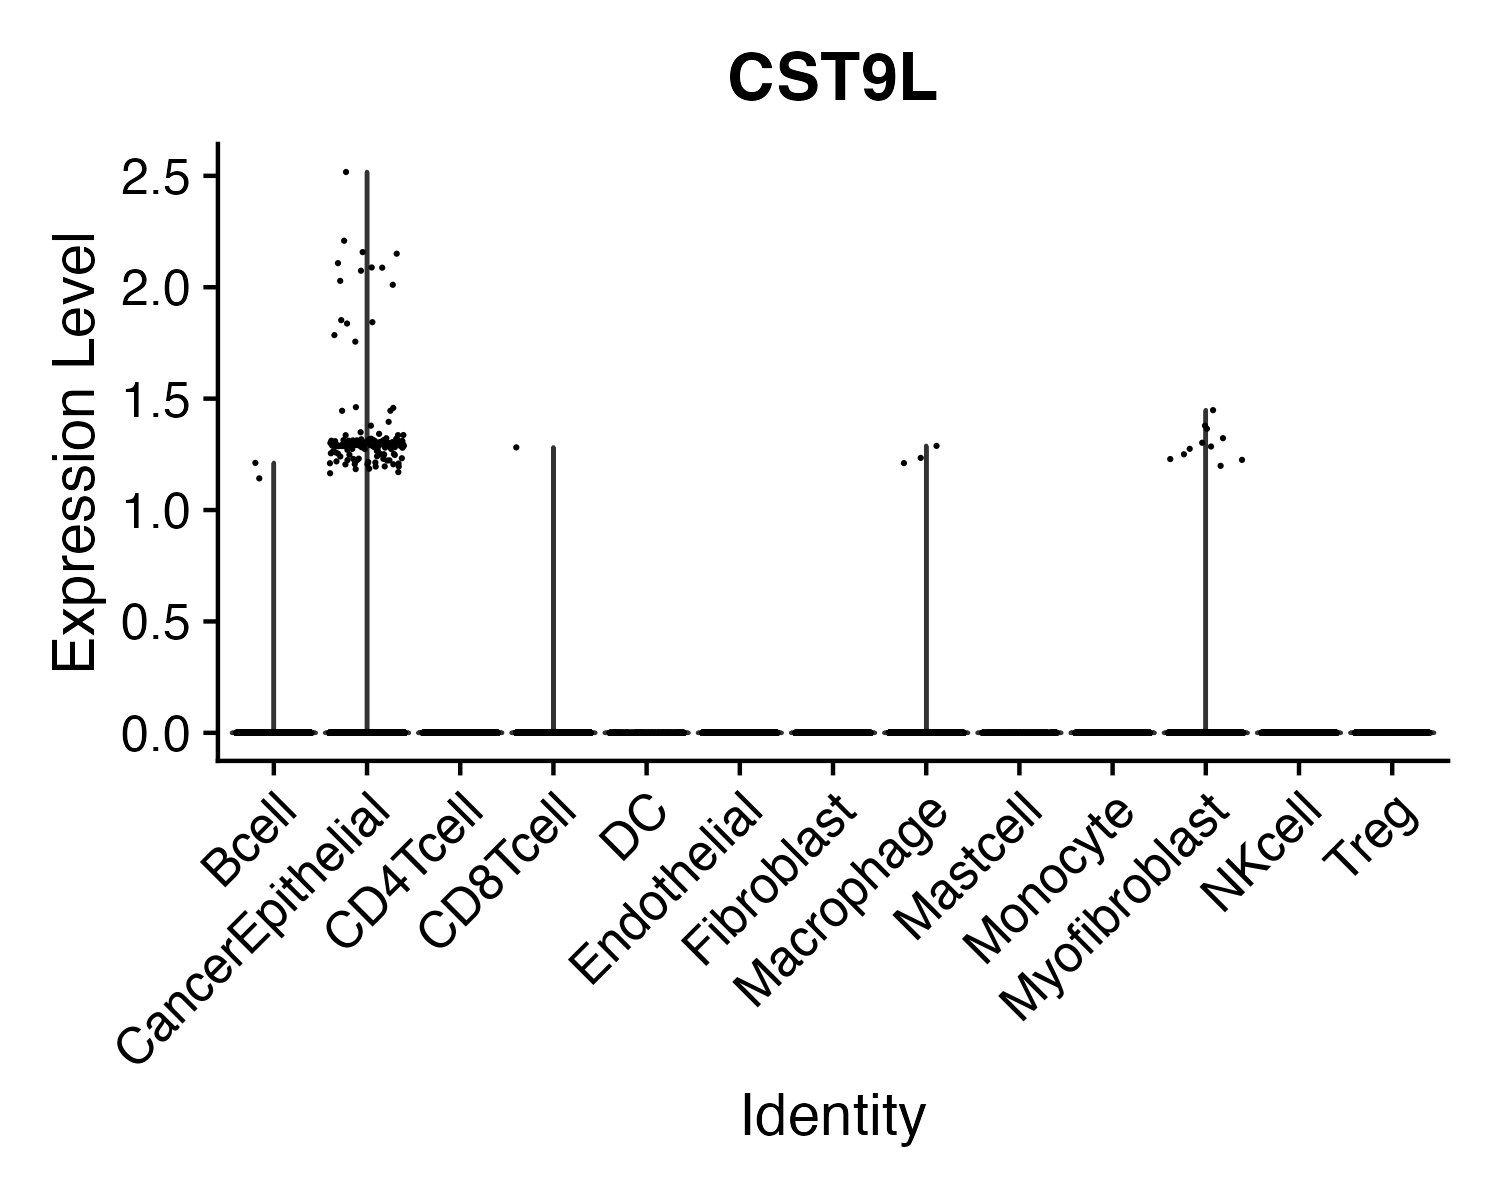 CST9L
Expression Level
2.5
2.0
1.5
1.0
0.5
0.0
Bcell
CancerEpithelial
CD4Tcell
CD8Tcell
DC
Endothelial
Fibroblast
Macrophage
Mastcell
Monocyte
Myofibroblast
NKcell
Treg
Identity